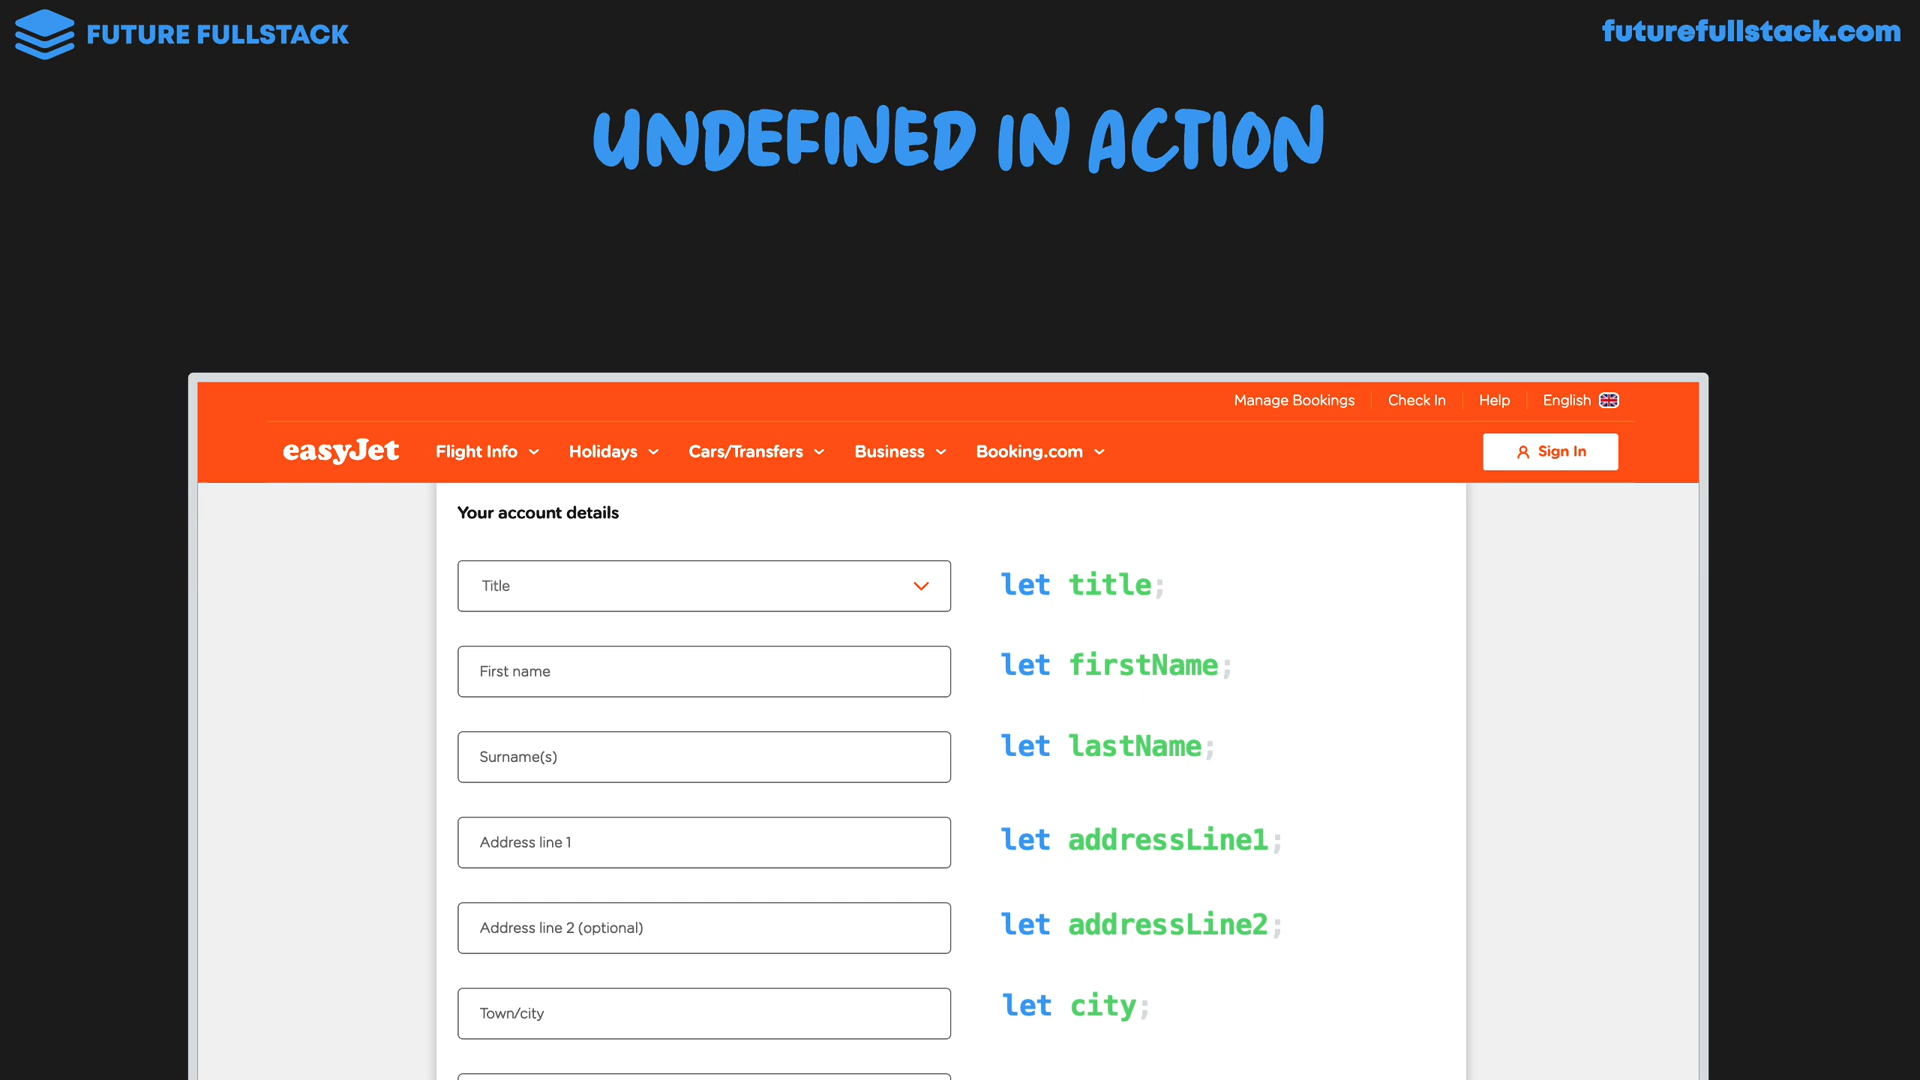 FUTURE FULLSTACK
futurefullstack.com
UNDEFINED IN ACTION
Manage Bookings
Check In
Help
English
easyJet
Flight Info
Holidays
Cars/Transfers
Business
Booking.com
Sign In
Your account details
Title
let title;
First name
let firstName;
Surname(s)
let lastName;
Address line 1
let addressLine1;
Address line 2 (optional)
let addressLine2;
Town/city
let city;